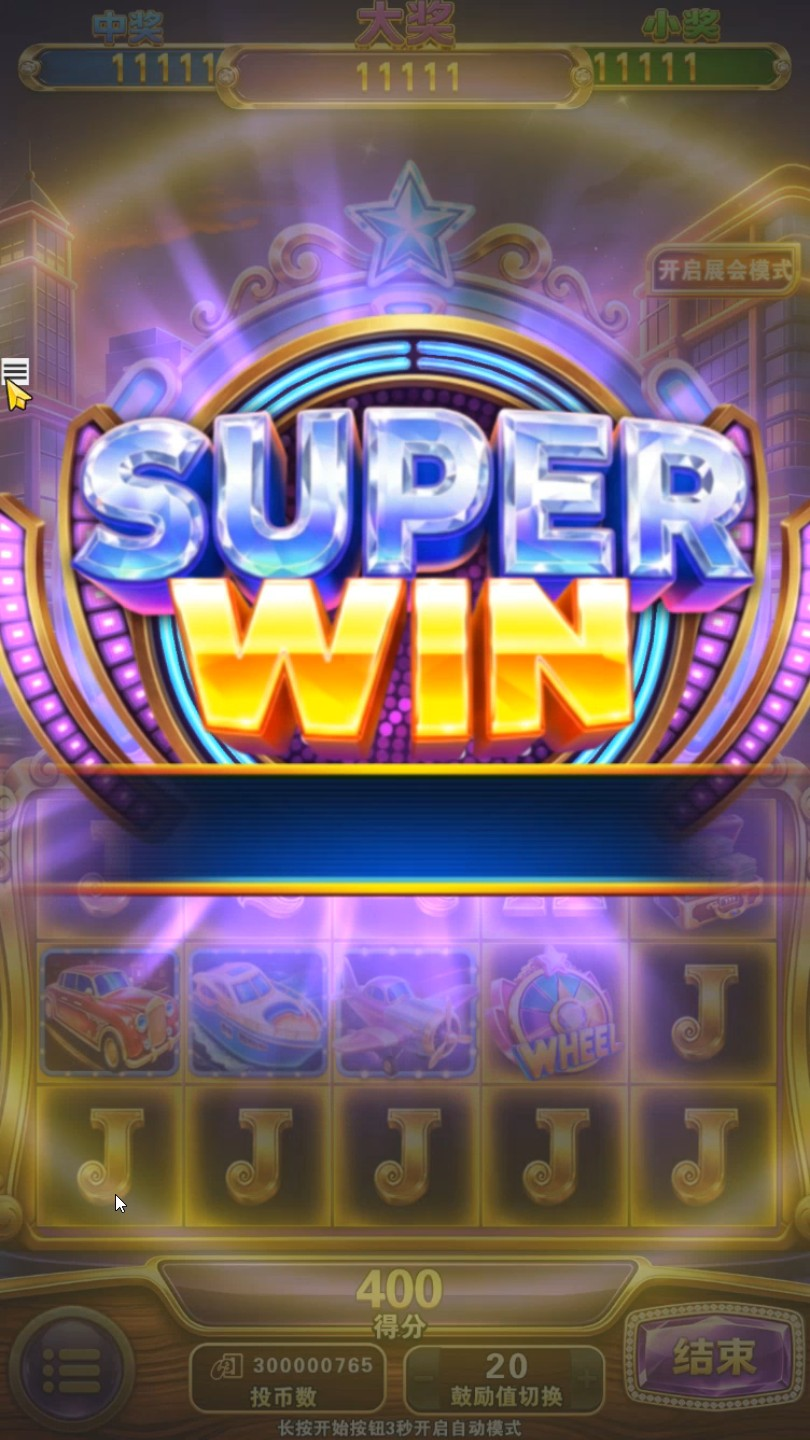 中奖 大奖 小奖
11111 11111 11111
开启展会模式
SUPER
WIN
J
WHEEL J
J J J J J
400
得分
300000765 20 结束
投币数 鼓励值切换
长按开始按钮3秒开启自动模式